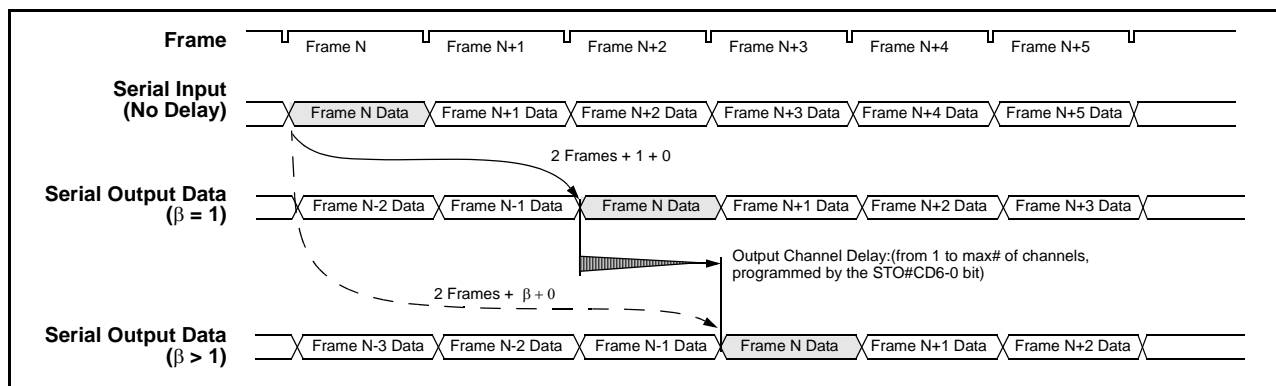 Frame
Frame N Frame N+1 Frame N+2 Frame N+3 Frame N+4 Frame N+5
Serial Input
(No Delay)
Frame N Data Frame N+1 Data Frame N+2 Data Frame N+3 Data Frame N+4 Data Frame N+5 Data
2 Frames + 1 + 0
Serial Output Data
(β = 1)
Frame N-2 Data Frame N-1 Data Frame N Data Frame N+1 Data Frame N+2 Data Frame N+3 Data
Output Channel Delay:(from 1 to max# of channels,
programmed by the STO#CD6-0 bit)
2 Frames + β + 0
Serial Output Data
(β > 1)
Frame N-3 Data Frame N-2 Data Frame N-1 Data Frame N Data Frame N+1 Data Frame N+2 Data